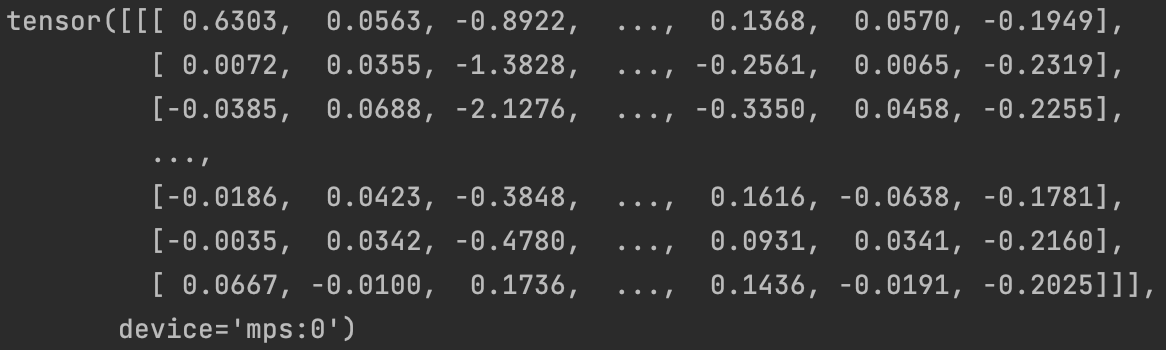 tensor([[[ 0.6303,  0.0563, -0.8922,  ...,  0.1368,  0.0570, -0.1949],
         [ 0.0072,  0.0355, -1.3828,  ..., -0.2561,  0.0065, -0.2319],
         [-0.0385,  0.0688, -2.1276,  ..., -0.3350,  0.0458, -0.2255],
         ...,
         [-0.0186,  0.0423, -0.3848,  ...,  0.1616, -0.0638, -0.1781],
         [-0.0035,  0.0342, -0.4780,  ...,  0.0931,  0.0341, -0.2160],
         [ 0.0667, -0.0100,  0.1736,  ...,  0.1436, -0.0191, -0.2025]]],
       device='mps:0')